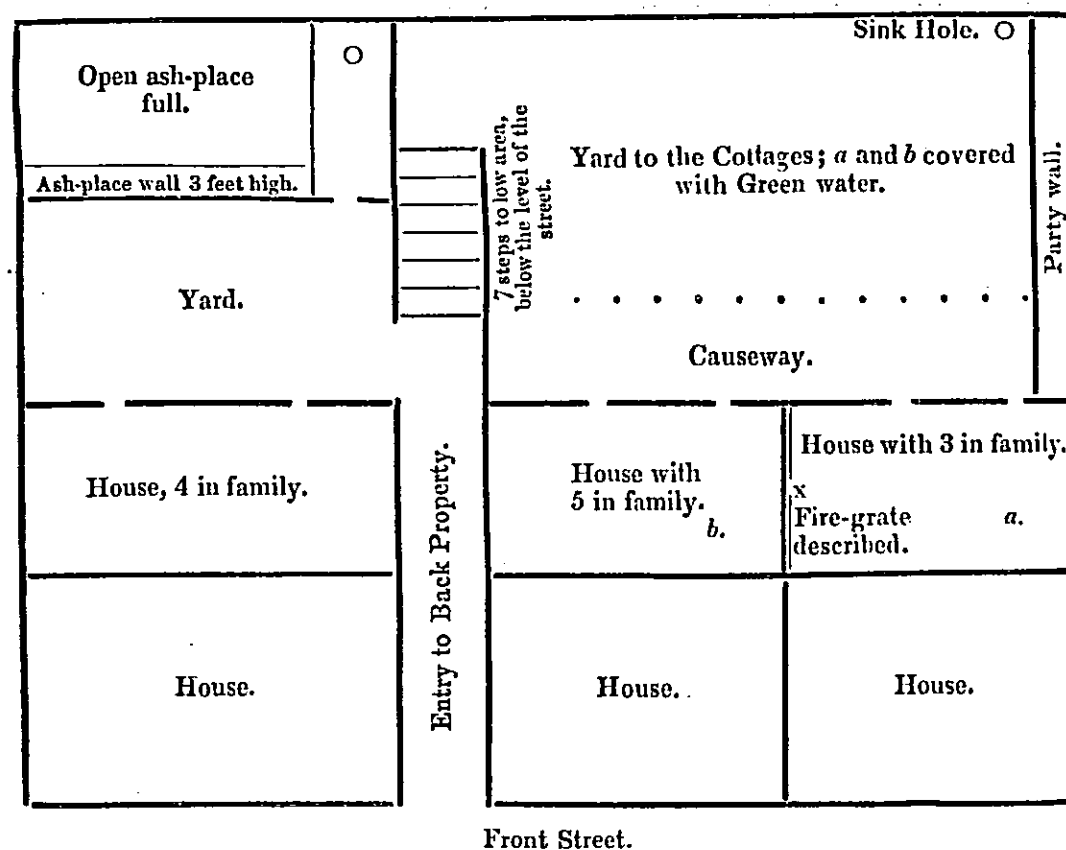 Sink Hole. O
Open ash-place
full.
O
Ash-place wall 3 feet high.
7 steps to low area,
below the level of the
street.
Yard to the Cottages; a and b covered
with Green water.
Party wall.
Yard.
Causeway.
House, 4 in family.
Entry to Back Property.
House with
5 in family.
b.
House with 3 in family.
x
Fire-grate
described.
a.
House.
House.
House.
Front Street.